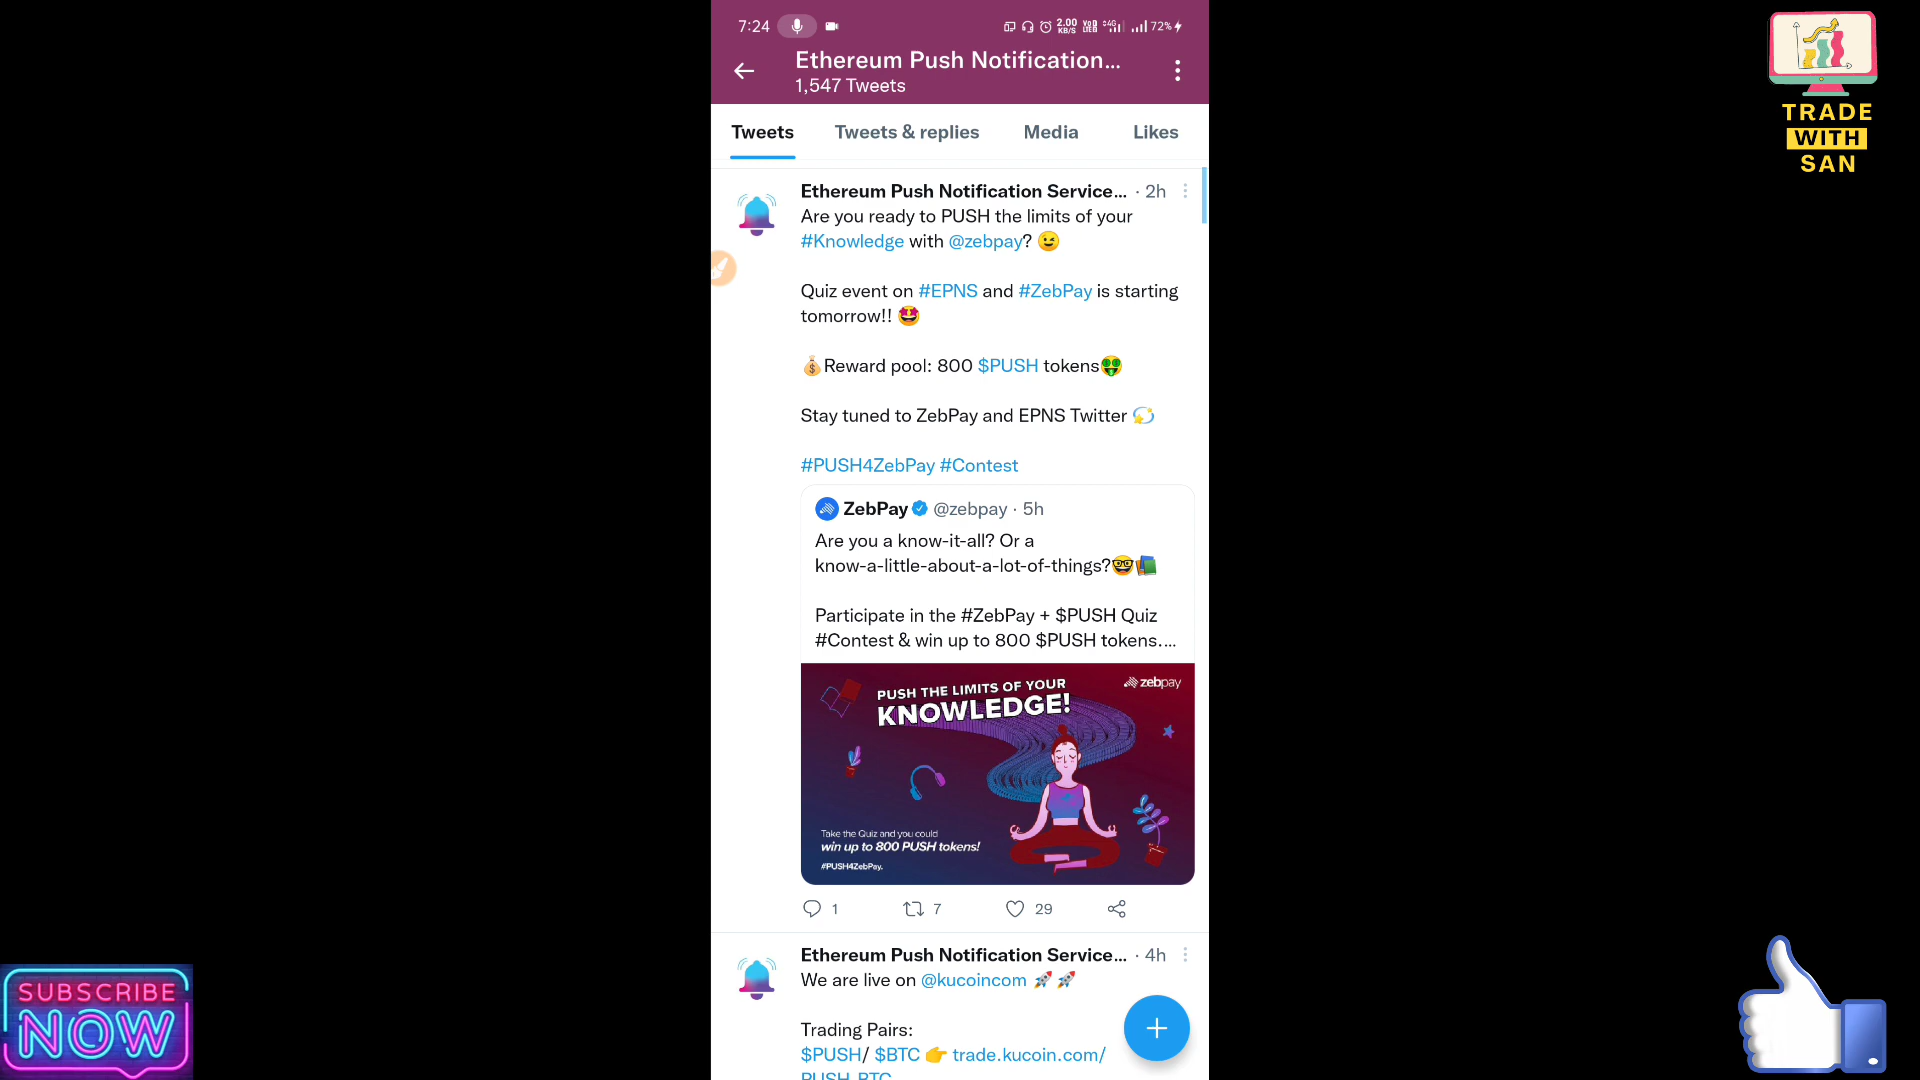 7:24
2.00 KB/S
4G
72%
Ethereum Push Notification...
1,547 Tweets
Tweets
Tweets & replies
Media
Likes
Ethereum Push Notification Service... · 2h
Are you ready to PUSH the limits of your
#Knowledge with @zebpay? 😉
Quiz event on #EPNS and #ZebPay is starting
tomorrow!! 🤩
💰Reward pool: 800 $PUSH tokens🤑
Stay tuned to ZebPay and EPNS Twitter 💫
#PUSH4ZebPay #Contest
ZebPay @zebpay · 5h
Are you a know-it-all? Or a
know-a-little-about-a-lot-of-things?🤓📚
Participate in the #ZebPay + $PUSH Quiz
#Contest & win up to 800 $PUSH tokens....
PUSH THE LIMITS OF YOUR
KNOWLEDGE!
zebpay
Take the Quiz and you could
win up to 800 PUSH tokens!
#PUSH4ZebPay.
1
7
29
Ethereum Push Notification Service... · 4h
We are live on @kucoincom 🚀 🚀
Trading Pairs:
$PUSH/ $BTC 👉 trade.kucoin.com/
PUSH-BTC
TRADE
WITH
SAN
SUBSCRIBE
NOW